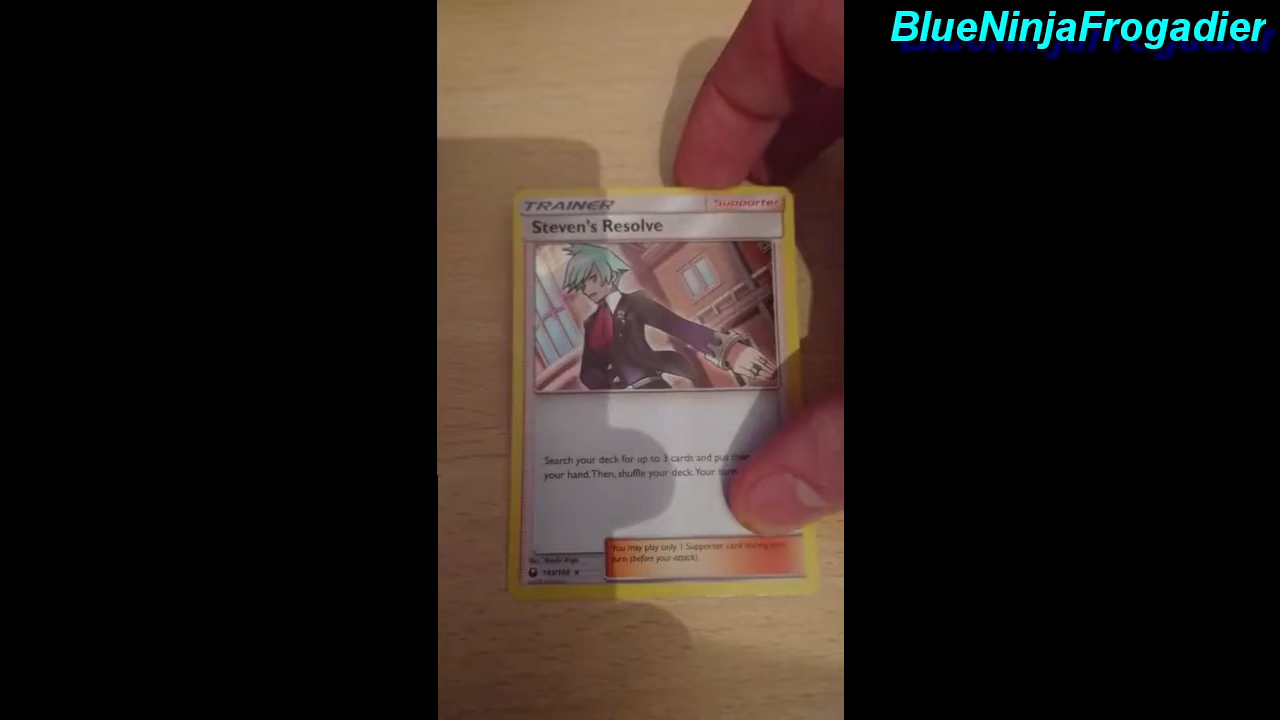 BlueNinjaFrogadier
TRAINER
Supporter
Steven's Resolve
Search your deck for up to 3 cards and put
your hand. Then, shuffle your deck. Your turn
You may play only 1 Supporter card during your
turn (before your attack).